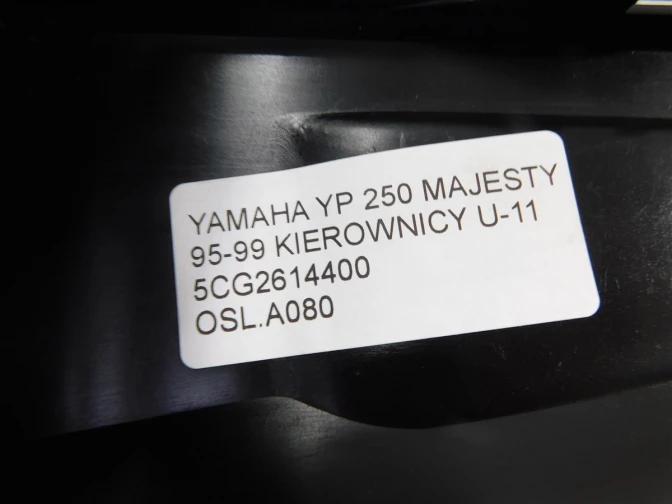 YAMAHA YP 250 MAJESTY
95-99 KIEROWNICY U-11
5CG2614400
OSL.A080